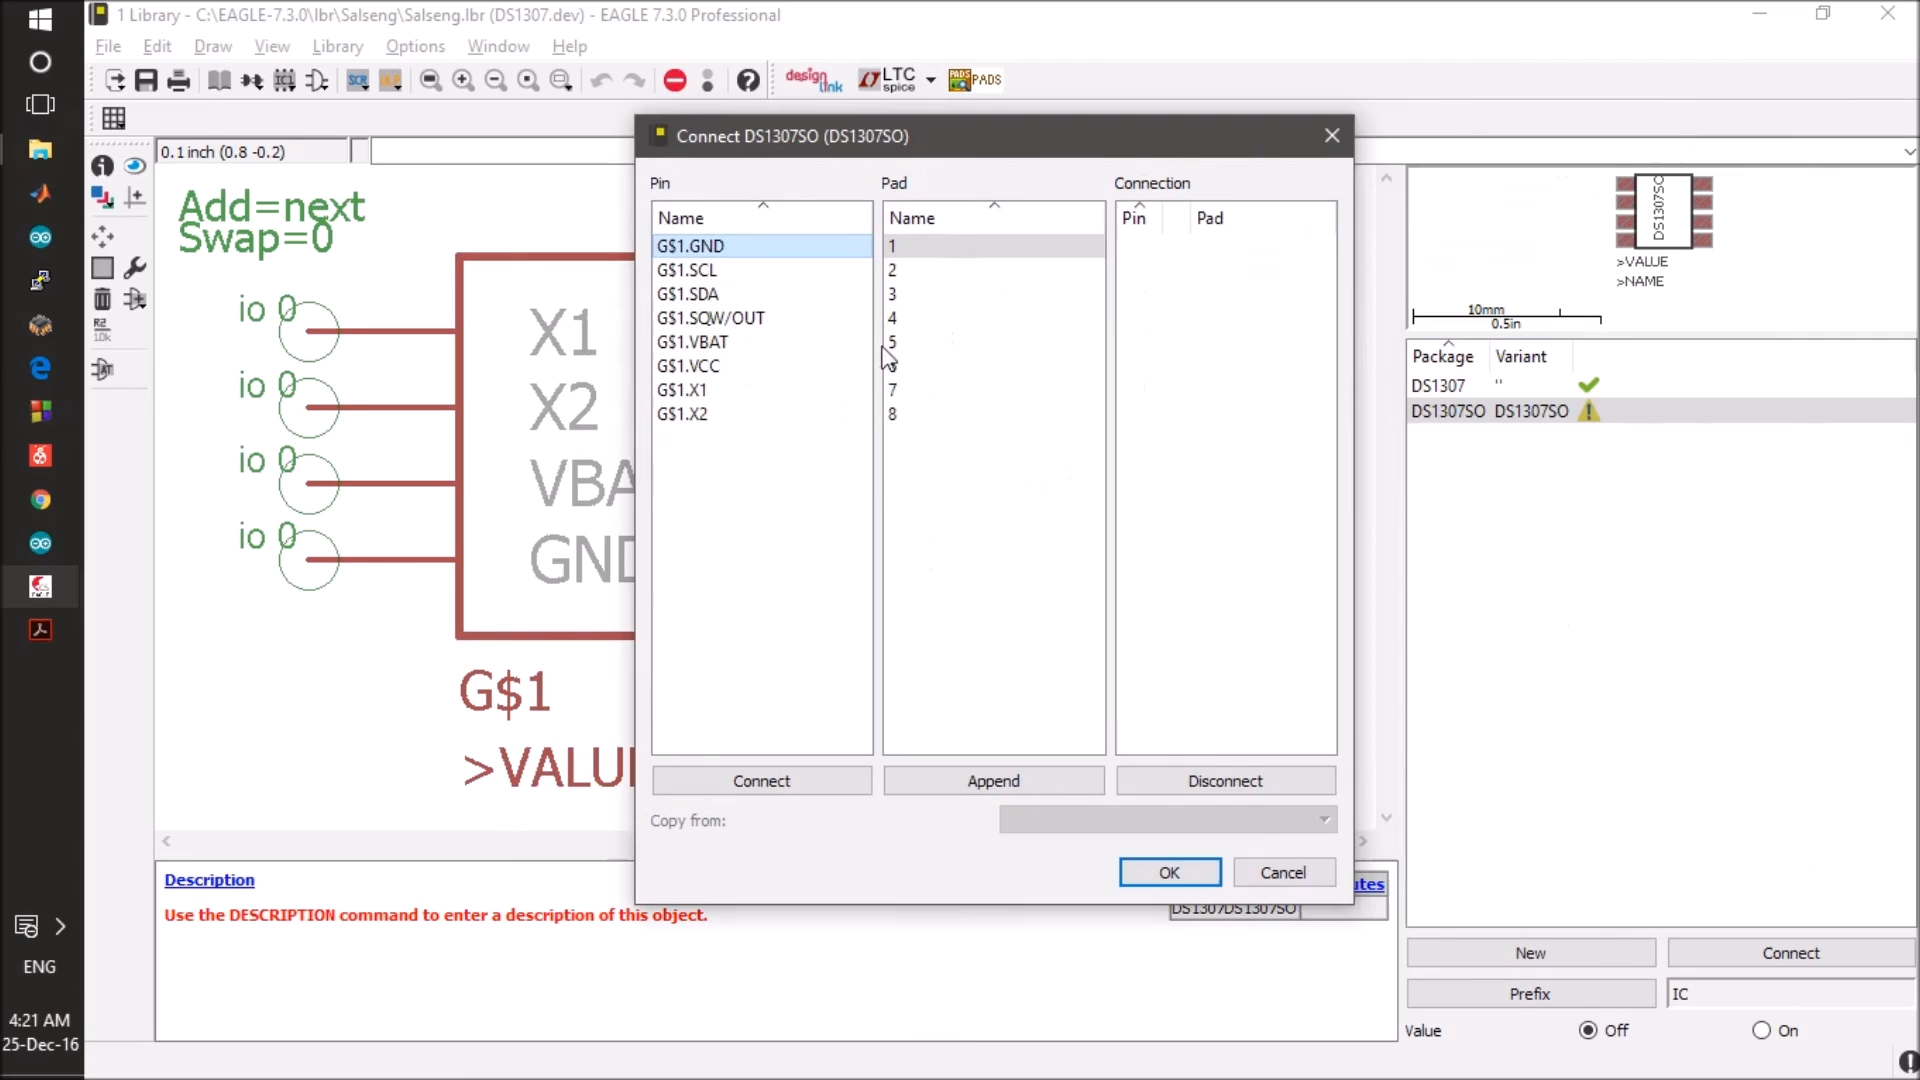 1 Library - C:\EAGLE-7.3.0\lbr\Salseng\Salseng.lbr (DS1307.dev) - EAGLE 7.3.0 Professional
File Edit Draw View Library Options Window Help
SCR
design link
LTC spice
PADS PADS
0.1 inch (0.8 -0.2)
Add=next
Swap=0
io 0
io 0
io 0
io 0
X1
X2
VBA
GND
G$1
>VALU
R2
10k
Connect DS1307SO (DS1307SO)
Pin Pad Connection
Name Name Pin Pad
G$1.GND 1
G$1.SCL 2
G$1.SDA 3
G$1.SQW/OUT 4
G$1.VBAT 5
G$1.VCC
G$1.X1 7
G$1.X2 8
Connect Append Disconnect
Copy from:
OK Cancel
DS1307SO
>VALUE
>NAME
10mm
0.5in
Package Variant
DS1307 ''
DS1307SO DS1307SO
Description
Use the DESCRIPTION command to enter a description of this object.
utes
DS1307DS1307SO
New Connect
Prefix IC
Value Off On
ENG
4:21 AM
25-Dec-16